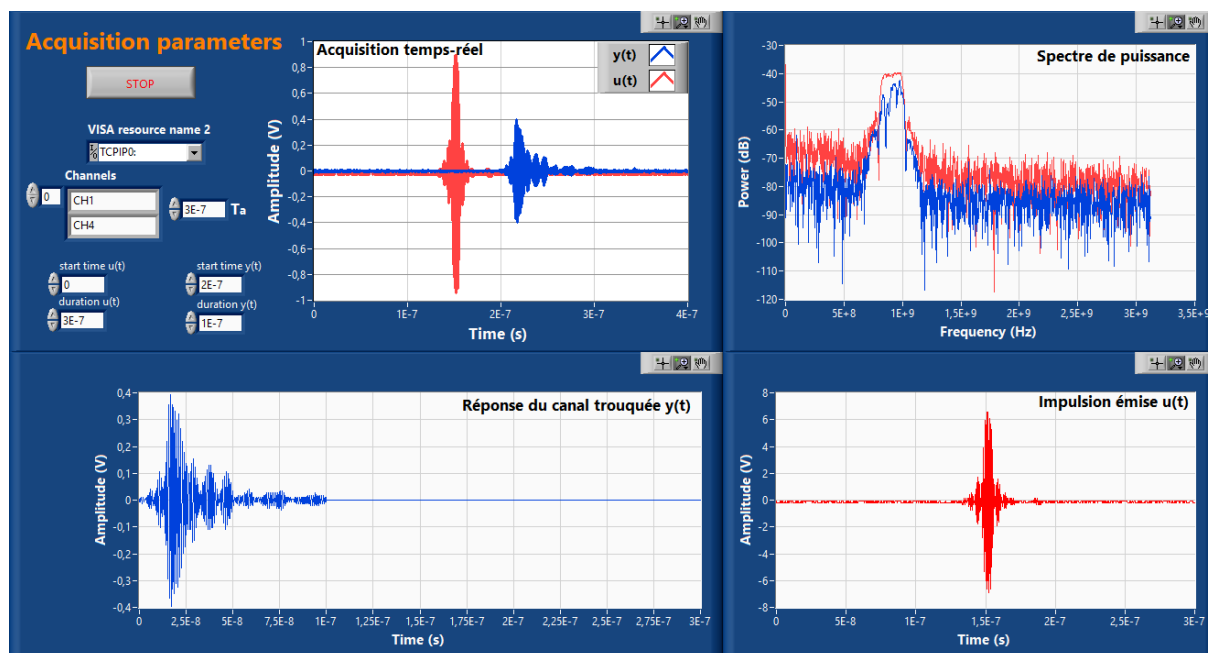 Acquisition parameters
STOP
VISA resource name 2
I/0 TCPIP0:
Channels
0
CH1
CH4
3E-7 Ta
start time u(t)
0
duration u(t)
3E-7
start time y(t)
2E-7
duration y(t)
1E-7
Acquisition temps-réel
y(t)
u(t)
Amplitude (V)
1
0,8
0,6
0,4
0,2
0
-0,2
-0,4
-0,6
-0,8
-1
0 1E-7 2E-7 3E-7 4E-7
Time (s)
Spectre de puissance
Power (dB)
-30
-40
-50
-60
-70
-80
-90
-100
-110
-120
0 5E+8 1E+9 1,5E+9 2E+9 2,5E+9 3E+9 3,5E+9
Frequency (Hz)
Réponse du canal trouquée y(t)
Amplitude (V)
0,4
0,3
0,2
0,1
0
-0,1
-0,2
-0,3
-0,4
0 2,5E-8 5E-8 7,5E-8 1E-7 1,25E-7 1,5E-7 1,75E-7 2E-7 2,25E-7 2,5E-7 2,75E-7 3E-7
Time (s)
Impulsion émise u(t)
Amplitude (V)
8
6
4
2
0
-2
-4
-6
-8
0 5E-8 1E-7 1,5E-7 2E-7 2,5E-7 3E-7
Time (s)